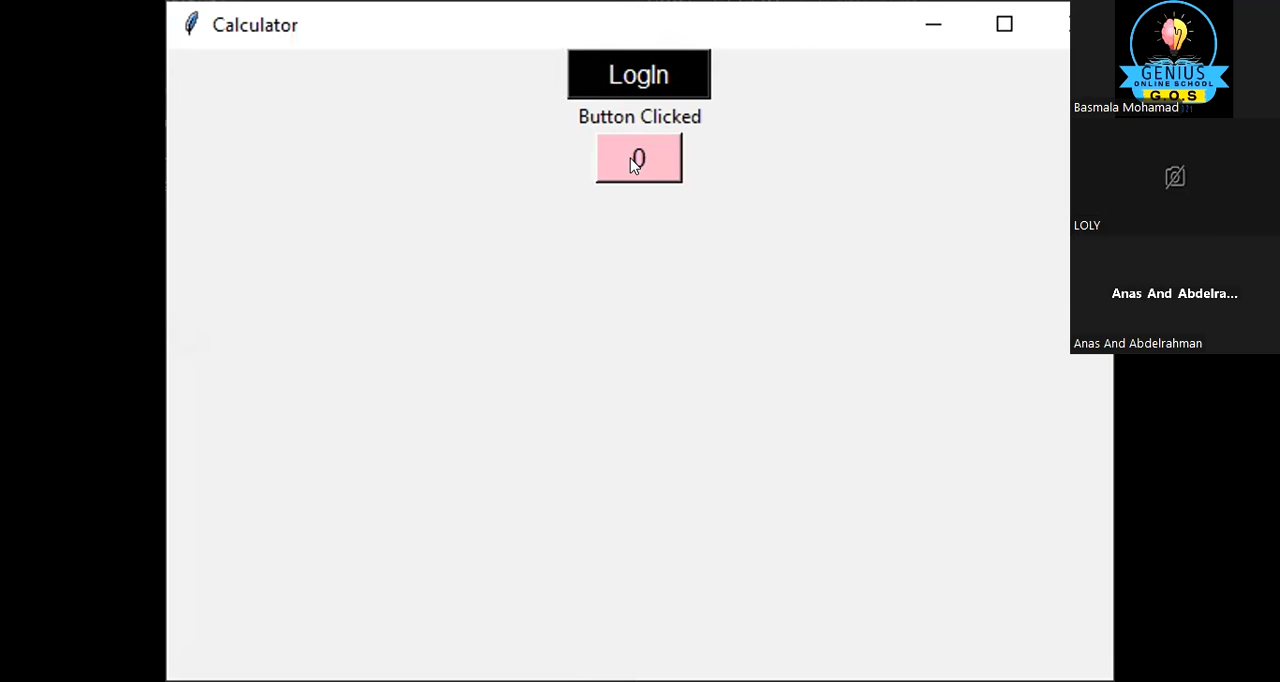 Calculator
LogIn
Button Clicked
0
GENIUS
ONLINE SCHOOL
G.O.S
Basmala Mohamad
LOLY
Anas And Abdelra...
Anas And Abdelrahman